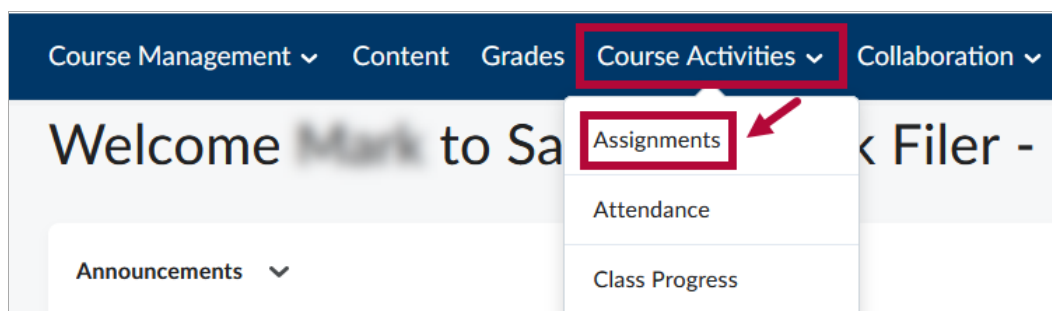 Course Management Content Grades Course Activities Collaboration
Welcome to Sa k Filer -
Assignments
Attendance
Announcements
Class Progress